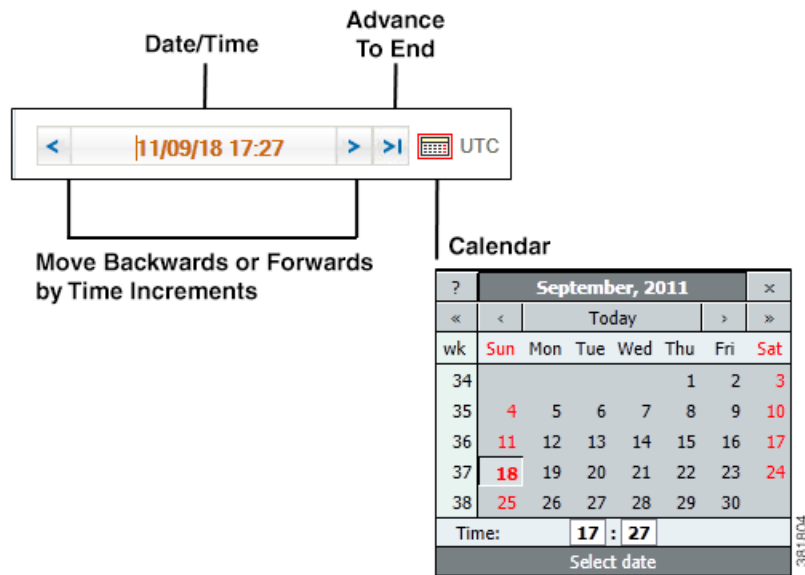 Date/Time
Advance
To End
< 11/09/18 17:27 > >I UTC
Move Backwards or Forwards
by Time Increments
Calendar
? September, 2011 ×
« ‹ Today › »
wk Sun Mon Tue Wed Thu Fri Sat
34 1 2 3
35 4 5 6 7 8 9 10
36 11 12 13 14 15 16 17
37 18 19 20 21 22 23 24
38 25 26 27 28 29 30
Time: 17 : 27
Select date
381804